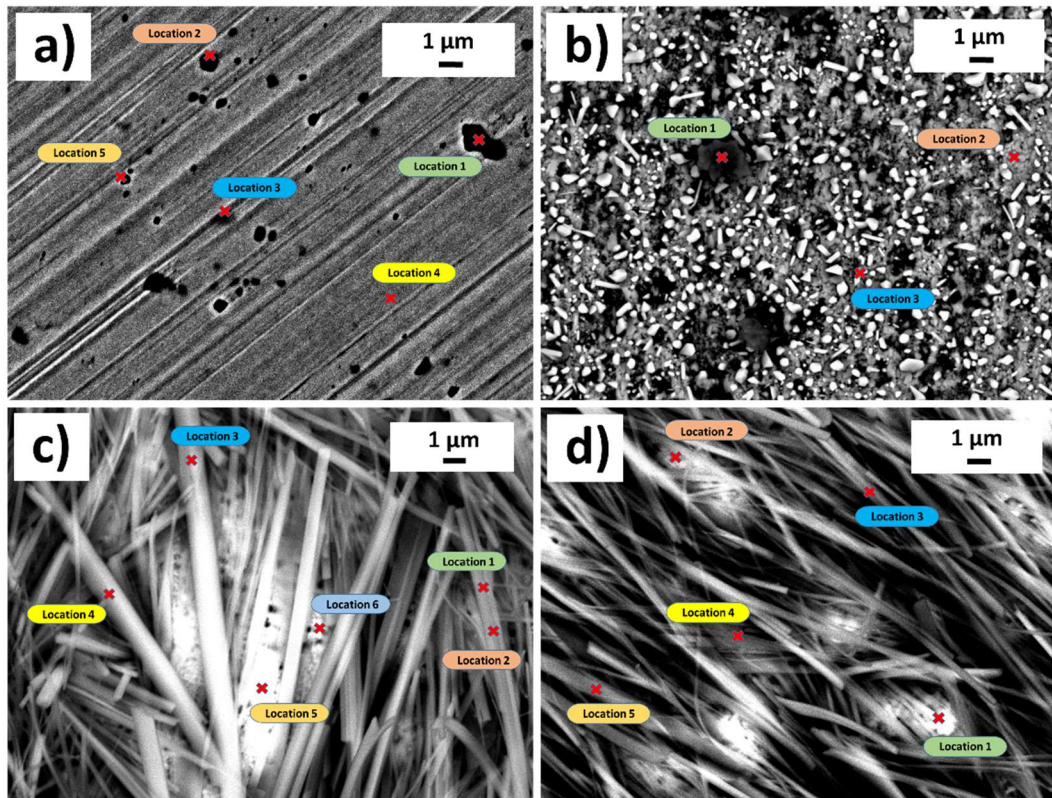 a)
Location 2
1 µm
Location 5
Location 1
Location 3
Location 4
b)
1 µm
Location 1
Location 2
Location 3
c)
Location 3
1 µm
Location 1
Location 4
Location 6
Location 2
Location 5
d)
Location 2
1 µm
Location 3
Location 4
Location 5
Location 1